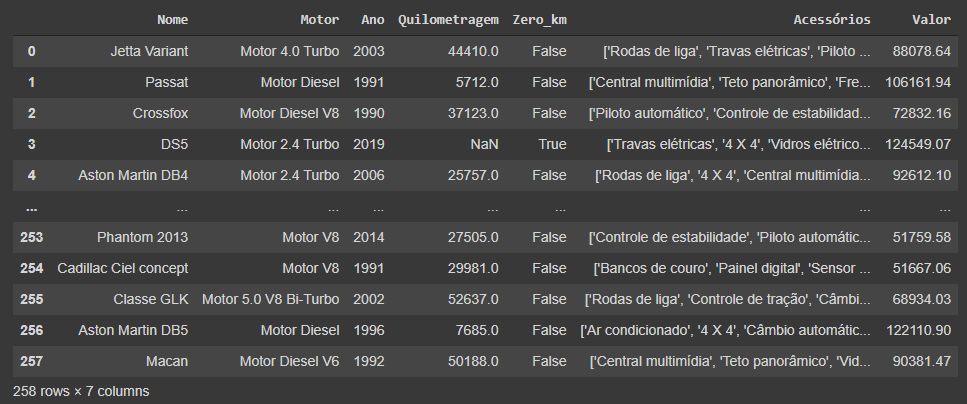 Nome Motor Ano Quilometragem Zero_km Acessórios Valor
0 Jetta Variant Motor 4.0 Turbo 2003 44410.0 False ['Rodas de liga', 'Travas elétricas', 'Piloto ... 88078.64
1 Passat Motor Diesel 1991 5712.0 False ['Central multimídia', 'Teto panorâmico', 'Fre... 106161.94
2 Crossfox Motor Diesel V8 1990 37123.0 False ['Piloto automático', 'Controle de estabilidad... 72832.16
3 DS5 Motor 2.4 Turbo 2019 NaN True ['Travas elétricas', '4 X 4', 'Vidros elétrico... 124549.07
4 Aston Martin DB4 Motor 2.4 Turbo 2006 25757.0 False ['Rodas de liga', '4 X 4', 'Central multimídia... 92612.10
... ... ... ... ... ... ... ...
253 Phantom 2013 Motor V8 2014 27505.0 False ['Controle de estabilidade', 'Piloto automátic... 51759.58
254 Cadillac Ciel concept Motor V8 1991 29981.0 False ['Bancos de couro', 'Painel digital', 'Sensor ... 51667.06
255 Classe GLK Motor 5.0 V8 Bi-Turbo 2002 52637.0 False ['Rodas de liga', 'Controle de tração', 'Câmbi... 68934.03
256 Aston Martin DB5 Motor Diesel 1996 7685.0 False ['Ar condicionado', '4 X 4', 'Câmbio automátic... 122110.90
257 Macan Motor Diesel V6 1992 50188.0 False ['Central multimídia', 'Teto panorâmico', 'Vid... 90381.47
258 rows × 7 columns